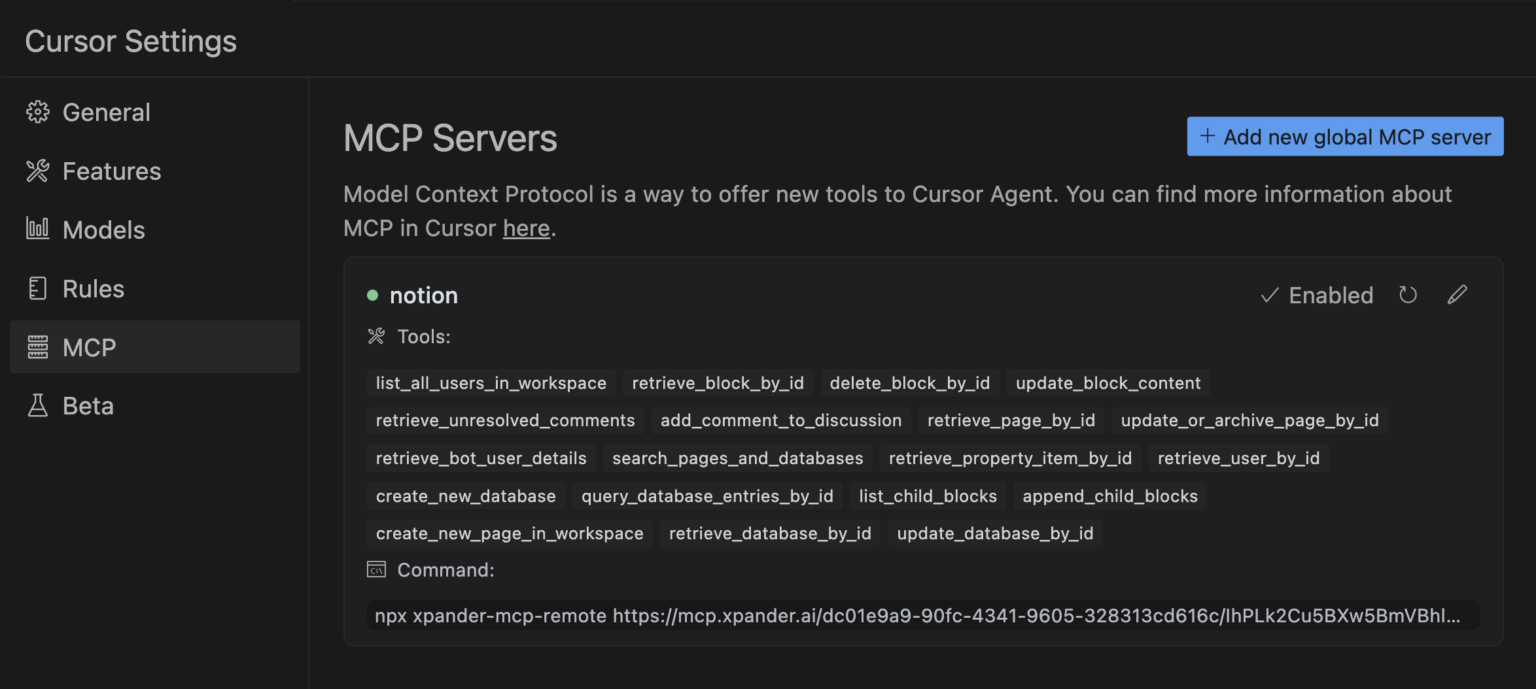 Cursor Settings
General
Features
Models
Rules
MCP
Beta
MCP Servers
+ Add new global MCP server
Model Context Protocol is a way to offer new tools to Cursor Agent. You can find more information about
MCP in Cursor here.
notion
Enabled
Tools:
list_all_users_in_workspace retrieve_block_by_id delete_block_by_id update_block_content
retrieve_unresolved_comments add_comment_to_discussion retrieve_page_by_id update_or_archive_page_by_id
retrieve_bot_user_details search_pages_and_databases retrieve_property_item_by_id retrieve_user_by_id
create_new_database query_database_entries_by_id list_child_blocks append_child_blocks
create_new_page_in_workspace retrieve_database_by_id update_database_by_id
Command:
npx xpander-mcp-remote https://mcp.xpander.ai/dc01e9a9-90fc-4341-9605-328313cd616c/IhPLk2Cu5BXw5BmVBhl...